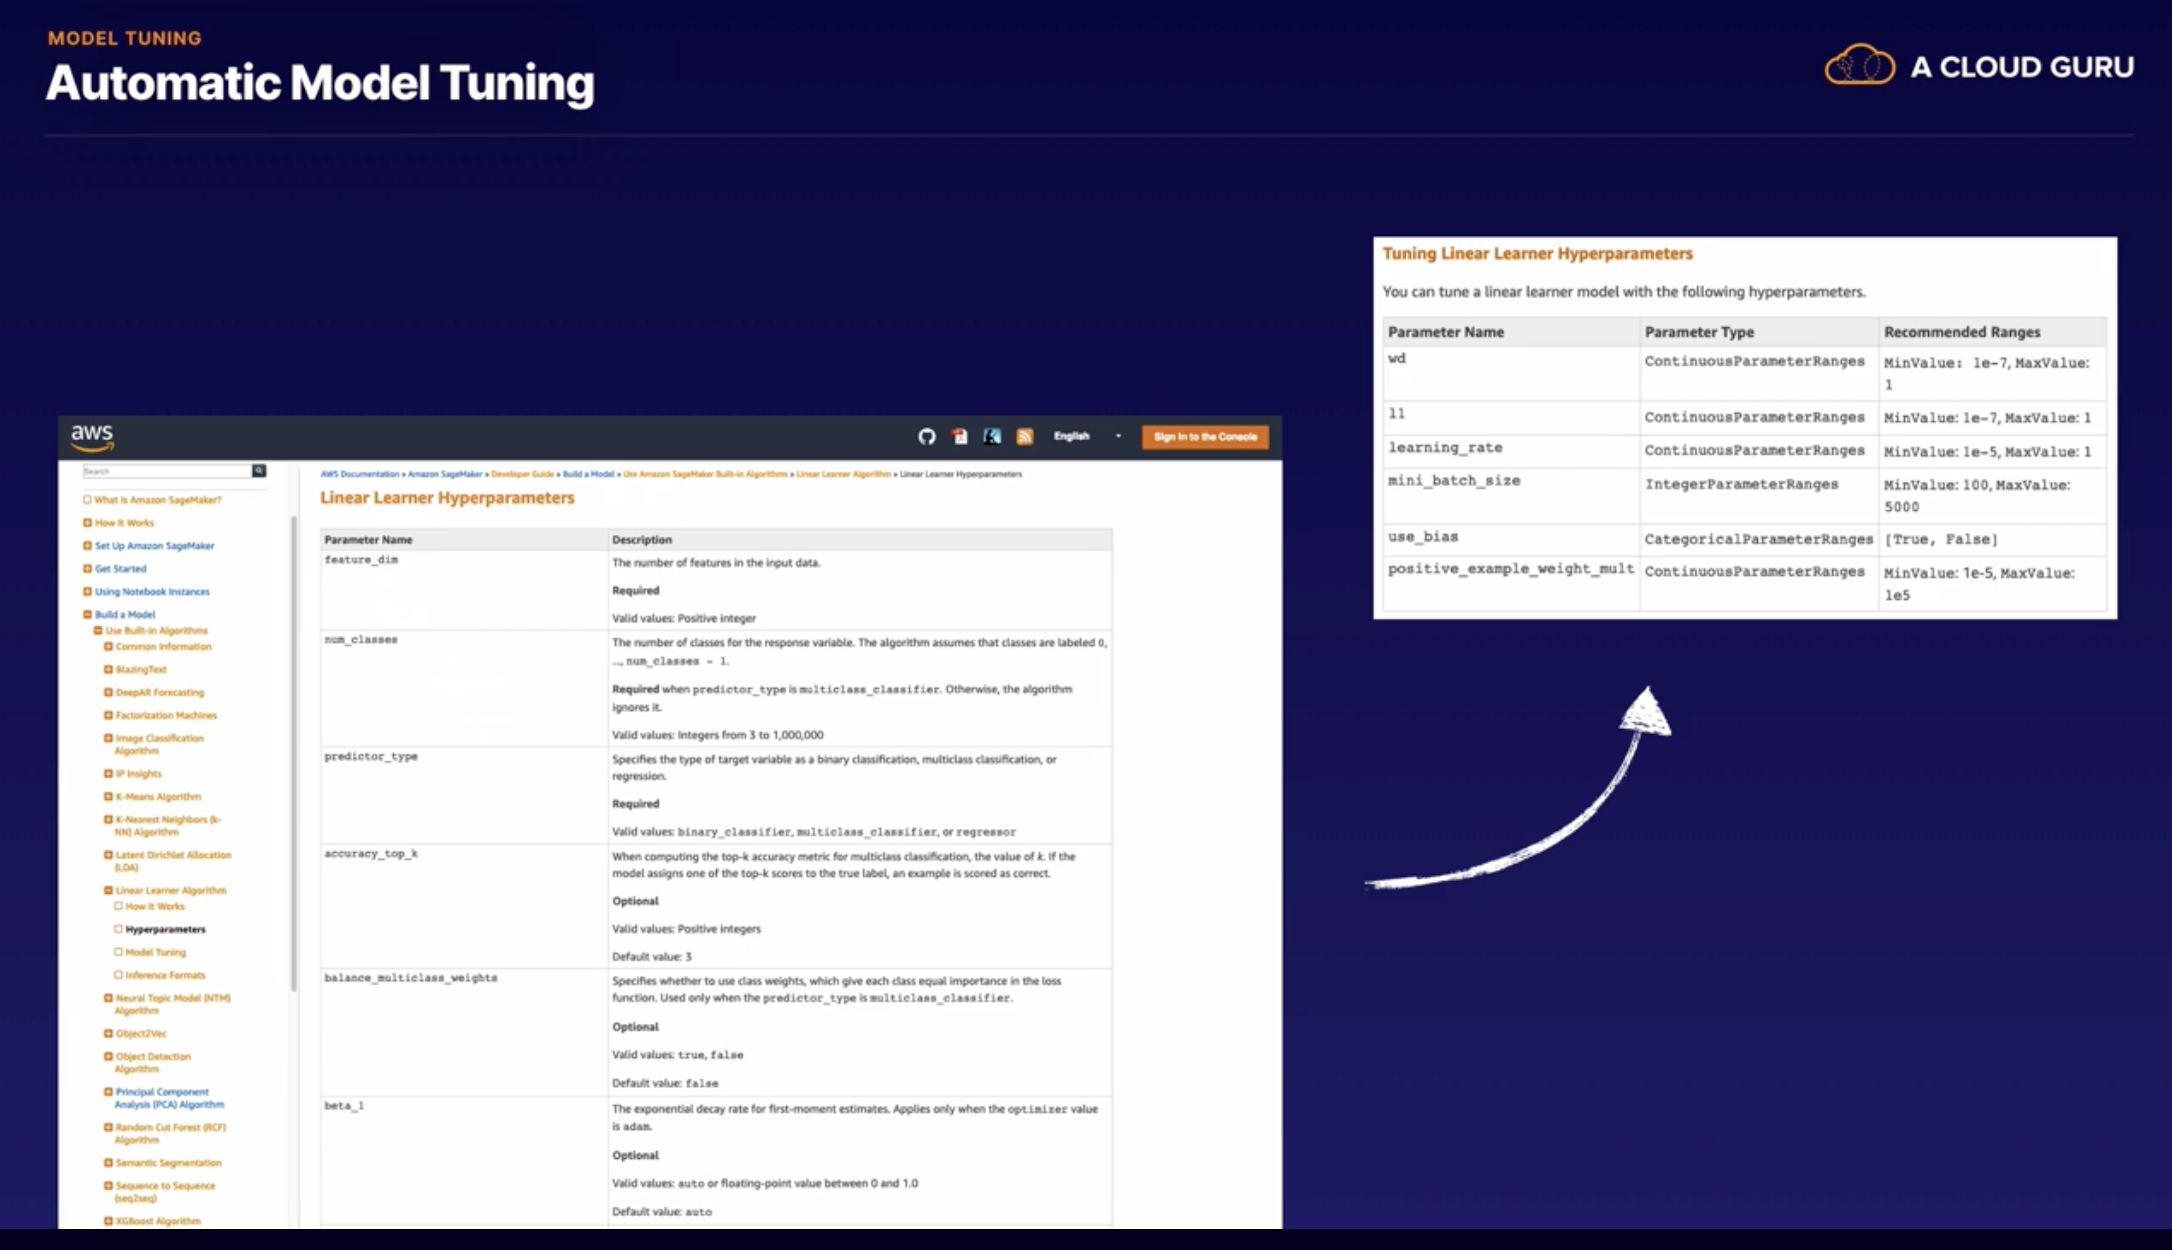 MODEL TUNING
Automatic Model Tuning
A CLOUD GURU
Tuning Linear Learner Hyperparameters
You can tune a linear learner model with the following hyperparameters.
Parameter Name Parameter Type Recommended Ranges
wd ContinuousParameterRanges MinValue: 1e-7, MaxValue:
1
l1 ContinuousParameterRanges MinValue: 1e-7, MaxValue: 1
learning_rate ContinuousParameterRanges MinValue: 1e-5, MaxValue: 1
mini_batch_size IntegerParameterRanges MinValue: 100, MaxValue:
5000
use_bias CategoricalParameterRanges [True, False]
positive_example_weight_mult ContinuousParameterRanges MinValue: 1e-5, MaxValue:
1e5
aws
English
Sign In to the Console
Search
What Is Amazon SageMaker?
How It Works
Set Up Amazon SageMaker
Get Started
Using Notebook Instances
Build a Model
Use Built-in Algorithms
Common Information
BlazingText
DeepAR Forecasting
Factorization Machines
Image Classification
Algorithm
IP Insights
K-Means Algorithm
K-Nearest Neighbors (k-
NN) Algorithm
Latent Dirichlet Allocation
(LDA)
Linear Learner Algorithm
How It Works
Hyperparameters
Model Tuning
Inference Formats
Neural Topic Model (NTM)
Algorithm
Object2Vec
Object Detection
Algorithm
Principal Component
Analysis (PCA) Algorithm
Random Cut Forest (RCF)
Algorithm
Semantic Segmentation
Sequence to Sequence
(seq2seq)
XGBoost Algorithm
AWS Documentation » Amazon SageMaker » Developer Guide » Build a Model » Use Amazon SageMaker Built-in Algorithms » Linear Learner Algorithm » Linear Learner Hyperparameters
Linear Learner Hyperparameters
Parameter Name Description
feature_dim The number of features in the input data.
Required
Valid values: Positive integer
num_classes The number of classes for the response variable. The algorithm assumes that classes are labeled 0,
..., num_classes - 1.
Required when predictor_type is multiclass_classifier. Otherwise, the algorithm
ignores it.
Valid values: Integers from 3 to 1,000,000
predictor_type Specifies the type of target variable as a binary classification, multiclass classification, or
regression.
Required
Valid values: binary_classifier, multiclass_classifier, or regressor
accuracy_top_k When computing the top-k accuracy metric for multiclass classification, the value of k. If the
model assigns one of the top-k scores to the true label, an example is scored as correct.
Optional
Valid values: Positive integers
Default value: 3
balance_multiclass_weights Specifies whether to use class weights, which give each class equal importance in the loss
function. Used only when the predictor_type is multiclass_classifier.
Optional
Valid values: true, false
Default value: false
beta_1 The exponential decay rate for first-moment estimates. Applies only when the optimizer value
is adam.
Optional
Valid values: auto or floating-point value between 0 and 1.0
Default value: auto